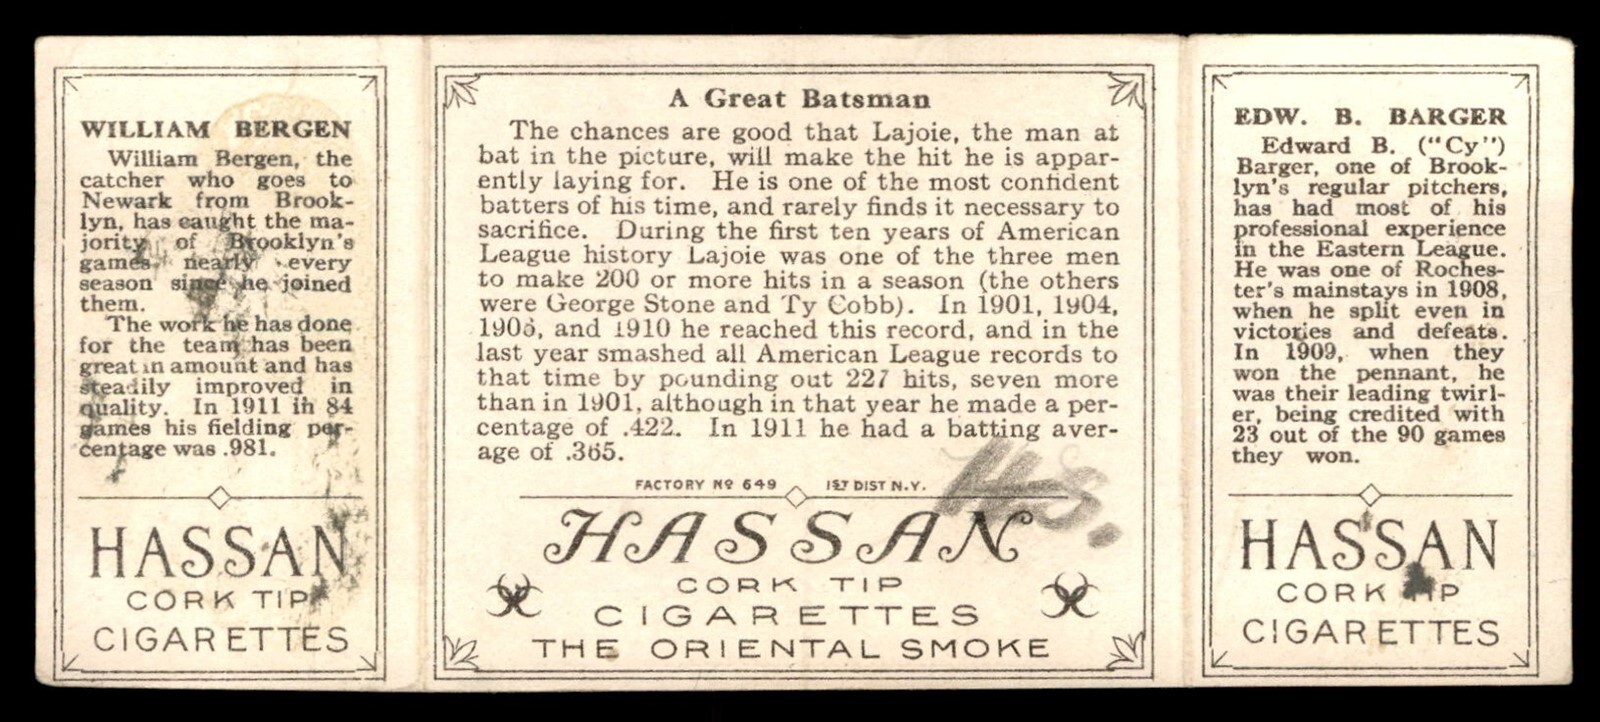 WILLIAM BERGEN
William Bergen, the
catcher who goes to
Newark from Brook-
lyn, has caught the ma-
jority of Brooklyn's
games nearly every
season since he joined
them.
The work he has done
for the team has been
great in amount and has
steadily improved in
quality. In 1911 in 84
games his fielding per-
centage was .981.
HASSAN
CORK TIP
CIGARETTES
A Great Batsman
The chances are good that Lajoie, the man at
bat in the picture, will make the hit he is appar-
ently laying for. He is one of the most confident
batters of his time, and rarely finds it necessary to
sacrifice. During the first ten years of American
League history Lajoie was one of the three men
to make 200 or more hits in a season (the others
were George Stone and Ty Cobb). In 1901, 1904,
and 1910 he reached this record, and in the
last year smashed all American League records to
that time by pounding out 227 hits, seven more
than in 1901, although in that year he made a per-
centage of .422. In 1911 he had a batting aver-
age of .365.
FACTORY Nº 649 1ST DIST N.Y.
HASSAN
CORK TIP
CIGARETTES
THE ORIENTAL SMOKE
EDW. B. BARGER
Edward B. ("Cy")
Barger, one of Brook-
lyn's regular pitchers,
has had most of his
professional experience
in the Eastern League.
He was one of Roches-
ter's mainstays in 1908,
when he split even in
victories and defeats.
In 1909, when they
won the pennant, he
was their leading twirl-
er, being credited with
23 out of the 90 games
they won.
HASSAN
CORK TIP
CIGARETTES